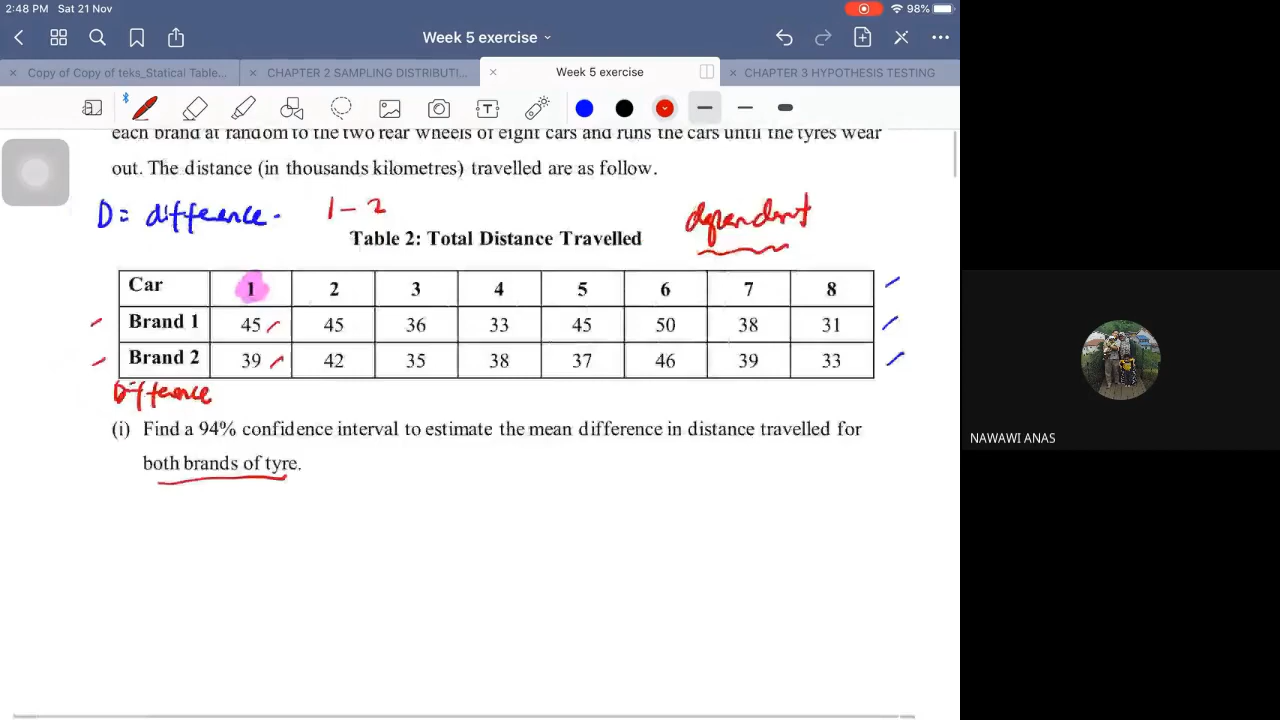 2:48 PM Sat 21 Nov
98%
Week 5 exercise
Copy of Copy of teks_Statical Table...
CHAPTER 2 SAMPLING DISTRIBUTI...
Week 5 exercise
CHAPTER 3 HYPOTHESIS TESTING
each brand at random to the two rear wheels of eight cars and runs the cars until the tyres wear
out. The distance (in thousands kilometres) travelled are as follow.
D = difference. 1 - 2 dependent
Table 2: Total Distance Travelled
Car 1 2 3 4 5 6 7 8
Brand 1 45 45 36 33 45 50 38 31
Brand 2 39 42 35 38 37 46 39 33
Difference
(i) Find a 94% confidence interval to estimate the mean difference in distance travelled for
both brands of tyre.
NAWAWI ANAS